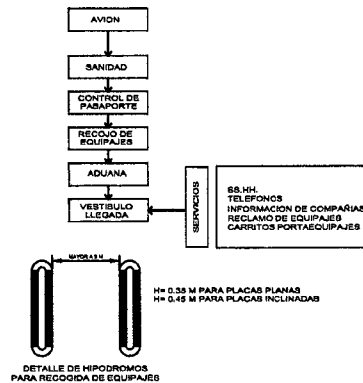 AVION
SANIDAD
CONTROL DE
PASAPORTE
RECOJO DE
EQUIPAJES
ADUANA
VESTIBULO
LLEGADA
SERVICIOS
SS.HH.
TELEFONOS
INFORMACION DE COMPAÑIAS
RECLAMO DE EQUIPAJES
CARRITOS PORTAEQUIPAJES
H= 0.35 M PARA PLACAS PLANAS
H= 0.45 M PARA PLACAS INCLINADAS
DETALLE DE HIPODROMOS
PARA RECOGIDA DE EQUIPAJES